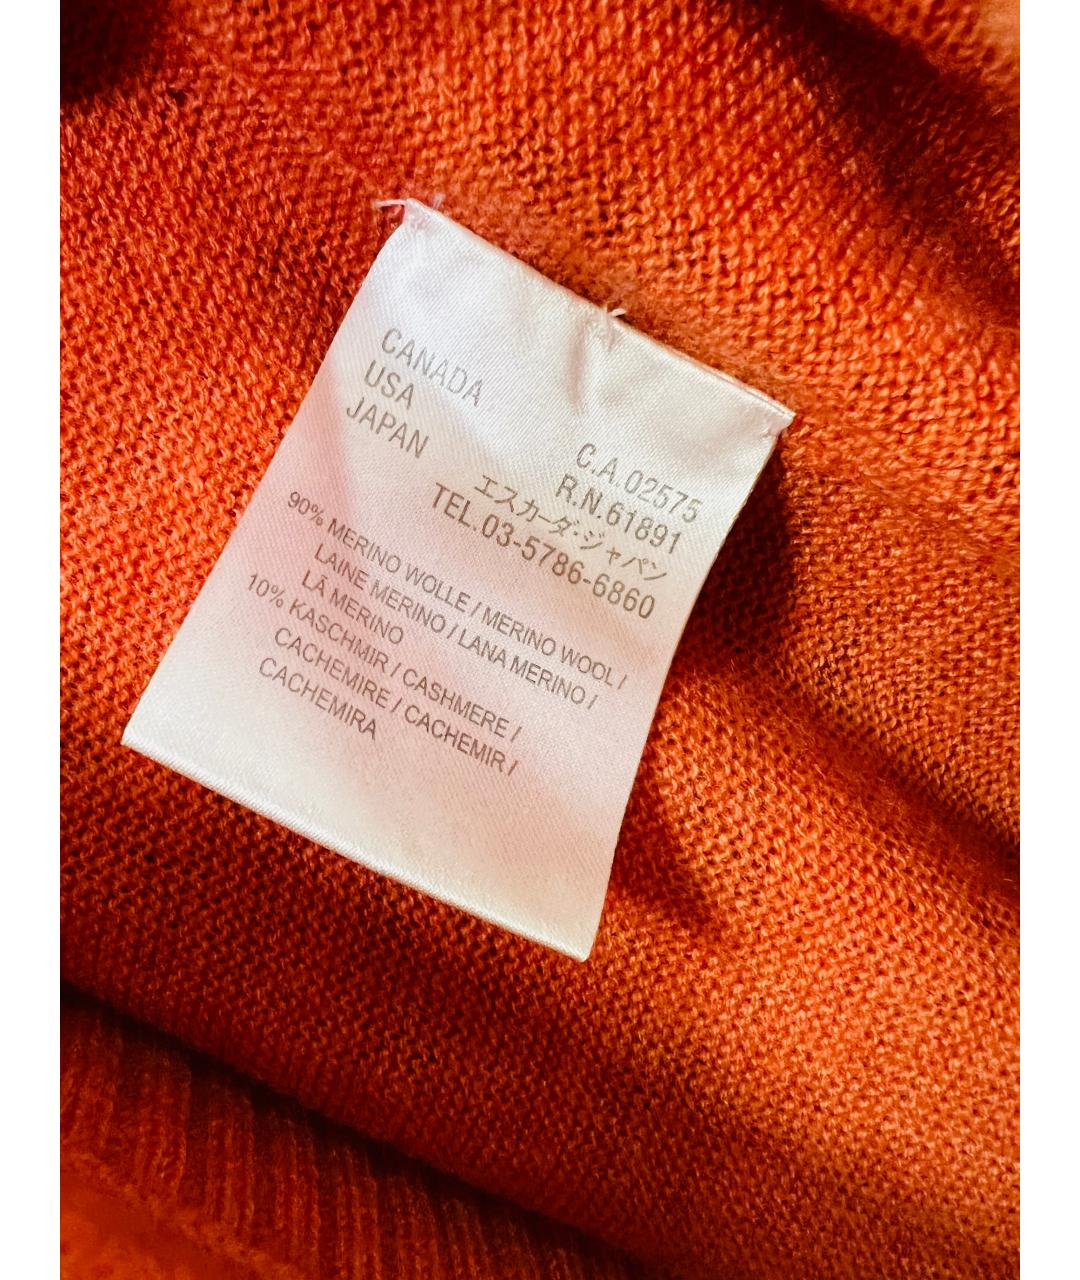 CANADA C.A.02575
USA R.N.61891
JAPAN エスカーダ・ジャパン
TEL.03-5786-6860
90% MERINO WOLLE / MERINO WOOL /
LAINE MERINO / LANA MERINO /
LÃ MERINO
10% KASCHMIR / CASHMERE /
CACHEMIRE / CACHEMIR /
CACHEMIRA